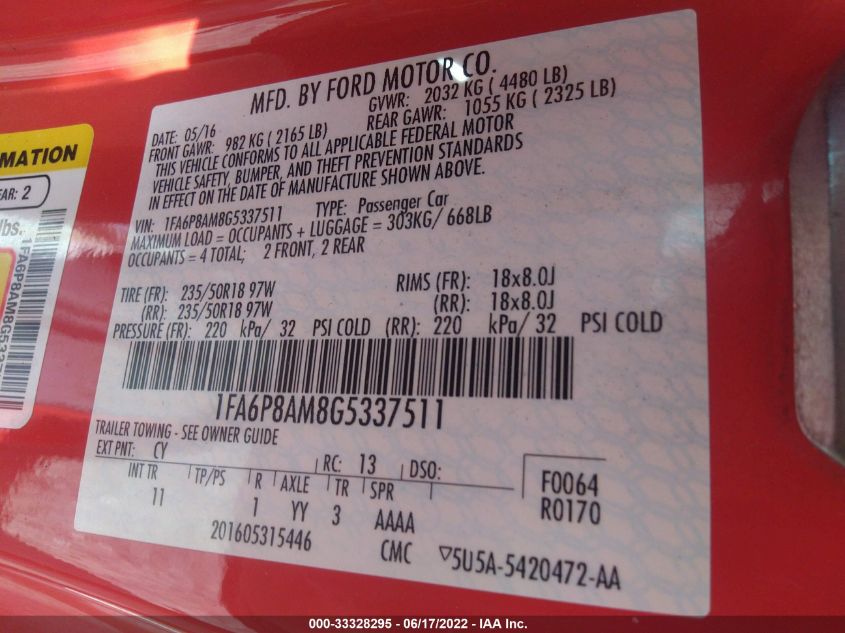 MFD. BY FORD MOTOR CO.
DATE: 05/16 GVWR: 2032 KG ( 4480 LB)
FRONT GAWR: 982 KG ( 2165 LB) REAR GAWR: 1055 KG ( 2325 LB)
THIS VEHICLE CONFORMS TO ALL APPLICABLE FEDERAL MOTOR
VEHICLE SAFETY, BUMPER, AND THEFT PREVENTION STANDARDS
IN EFFECT ON THE DATE OF MANUFACTURE SHOWN ABOVE.
VIN: 1FA6P8AM8G5337511 TYPE: Passenger Car
MAXIMUM LOAD = OCCUPANTS + LUGGAGE = 303KG/ 668LB
OCCUPANTS = 4 TOTAL; 2 FRONT, 2 REAR
TIRE (FR): 235/50R18 97W RIMS (FR): 18x8.0J
(RR): 235/50R18 97W (RR): 18x8.0J
PRESSURE (FR): 220 kPa/ 32 PSI COLD (RR): 220 kPa/ 32 PSI COLD
1FA6P8AM8G5337511
TRAILER TOWING - SEE OWNER GUIDE
EXT PNT: CY RC: 13 DSO:
INT TR TP/PS R AXLE TR SPR
11 1 YY 3 AAAA
F0064
R0170
201605315446 CMC ▽5U5A-5420472-AA
MATION
EAR: 2
lbs.
1FA6P8AM8G533
000-33328295 - 06/17/2022 - IAA Inc.